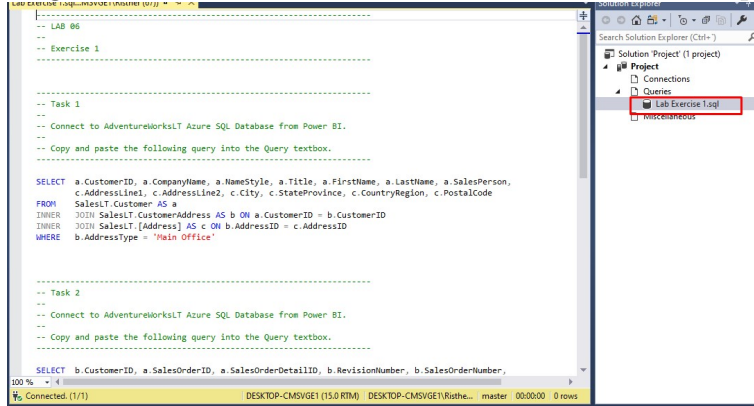 Lab Exercise 1.sql...MSVGE1\Risther (67))
-- LAB 06
--
-- Exercise 1
-- Task 1
--
-- Connect to AdventureWorksLT Azure SQL Database from Power BI.
--
-- Copy and paste the following query into the Query textbox.
SELECT a.CustomerID, a.CompanyName, a.NameStyle, a.Title, a.FirstName, a.LastName, a.SalesPerson,
c.AddressLine1, c.AddressLine2, c.City, c.StateProvince, c.CountryRegion, c.PostalCode
FROM SalesLT.Customer AS a
INNER JOIN SalesLT.CustomerAddress AS b ON a.CustomerID = b.CustomerID
INNER JOIN SalesLT.[Address] AS c ON b.AddressID = c.AddressID
WHERE b.AddressType = 'Main Office'
-- Task 2
--
-- Connect to AdventureWorksLT Azure SQL Database from Power BI.
--
-- Copy and paste the following query into the Query textbox.
SELECT b.CustomerID, a.SalesOrderID, a.SalesOrderDetailID, b.RevisionNumber, b.SalesOrderNumber,
100 %
Connected. (1/1)
DESKTOP-CMSVGE1 (15.0 RTM)
DESKTOP-CMSVGE1\Risthe...
master
00:00:00
0 rows
Solution Explorer
Search Solution Explorer (Ctrl+')
Solution 'Project' (1 project)
Project
Connections
Queries
Lab Exercise 1.sql
Miscellaneous